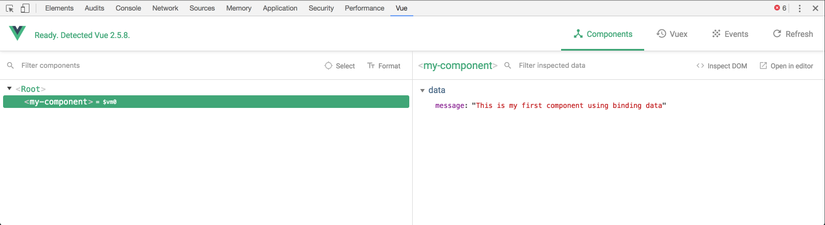 Elements Audits Console Network Sources Memory Application Security Performance Vue 6
Ready. Detected Vue 2.5.8. Components Vuex Events Refresh
Filter components Select Format <my-component> Filter inspected data <> Inspect DOM Open in editor
<Root> data
<my-component> = $vm0 message: "This is my first component using binding data"